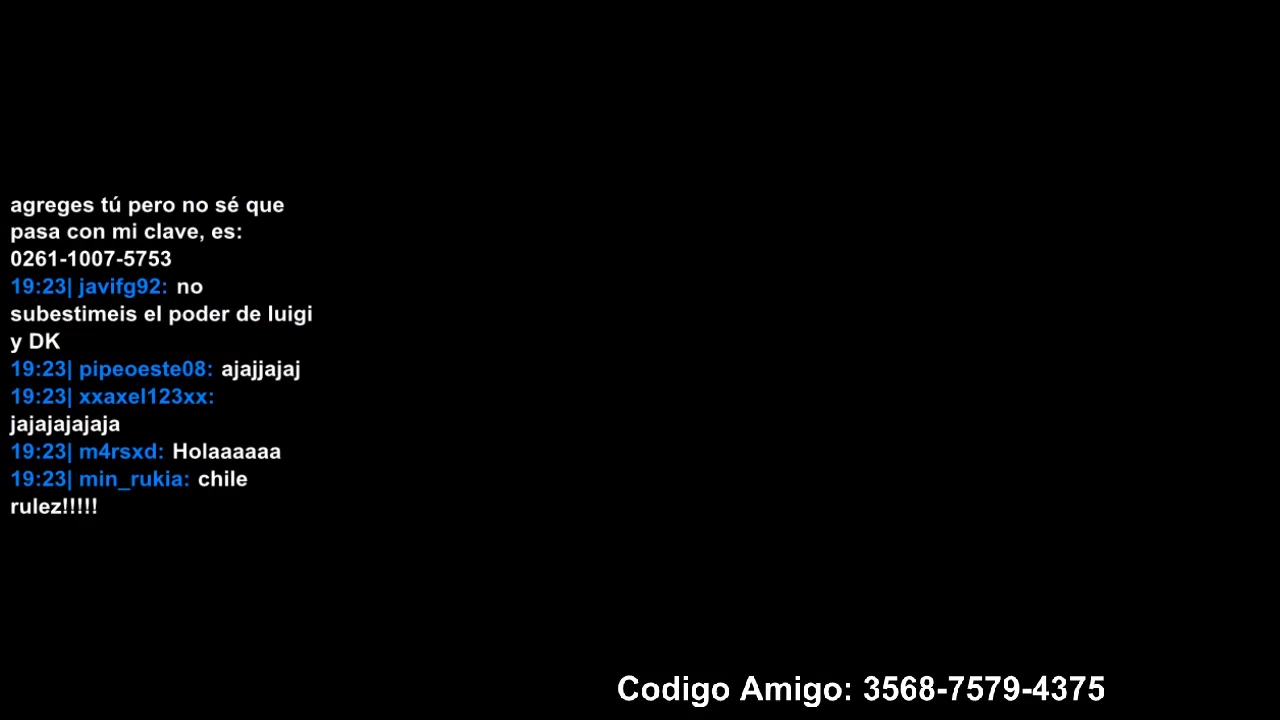 agreges tú pero no sé que
pasa con mi clave, es:
0261-1007-5753
19:23| javifg92: no
subestimeis el poder de luigi
y DK
19:23| pipeoeste08: ajajjajaj
19:23| xxaxel123xx:
jajajajajaja
19:23| m4rsxd: Holaaaaaa
19:23| min_rukia: chile
rulez!!!!!
Codigo Amigo: 3568-7579-4375